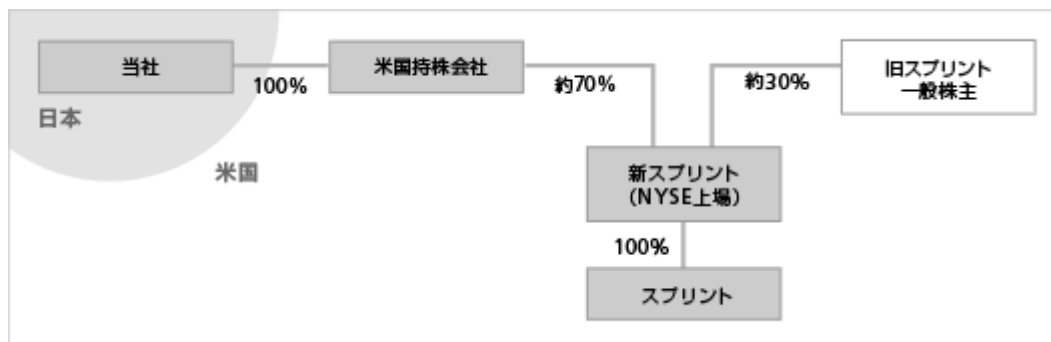 当社
100%
米国持株会社
約70%
約30%
旧スプリント
一般株主
日本
米国
新スプリント
(NYSE上場)
100%
スプリント